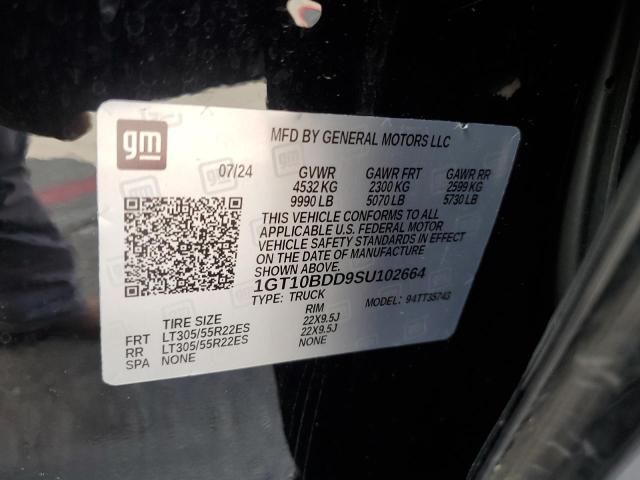 gm
MFD BY GENERAL MOTORS LLC
07/24 GVWR GAWR FRT GAWR RR
4532 KG 2300 KG 2599 KG
9990 LB 5070 LB 5730 LB
THIS VEHICLE CONFORMS TO ALL
APPLICABLE U.S. FEDERAL MOTOR
VEHICLE SAFETY STANDARDS IN EFFECT
ON THE DATE OF MANUFACTURE
SHOWN ABOVE.
1GT10BDD9SU102664
TYPE: TRUCK MODEL: 94TT35743
TIRE SIZE RIM
FRT LT305/55R22ES 22X9.5J
RR LT305/55R22ES 22X9.5J
SPA NONE NONE